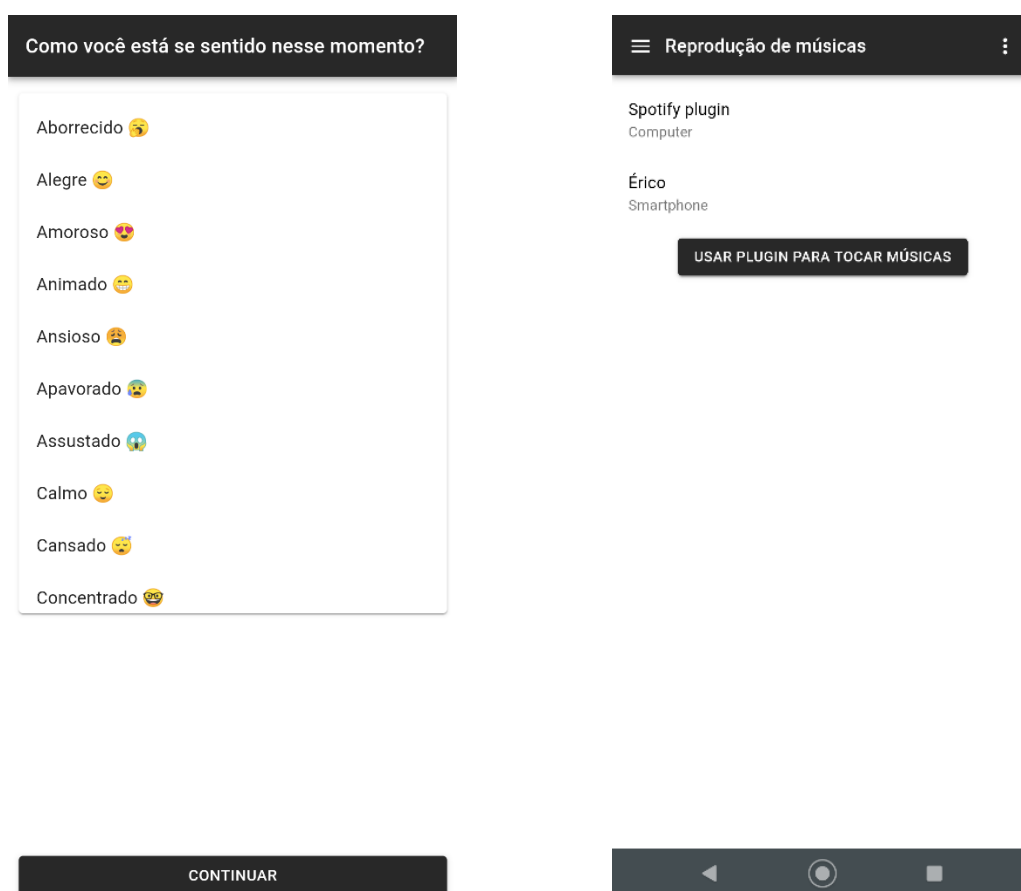 Como você está se sentido nesse momento?
Aborrecido 🥱
Alegre 😊
Amoroso 😍
Animado 😁
Ansioso 😩
Apavorado 😰
Assustado 😱
Calmo 😌
Cansado 😴
Concentrado 🤓
CONTINUAR
Reprodução de músicas
Spotify plugin
Computer
Érico
Smartphone
USAR PLUGIN PARA TOCAR MÚSICAS